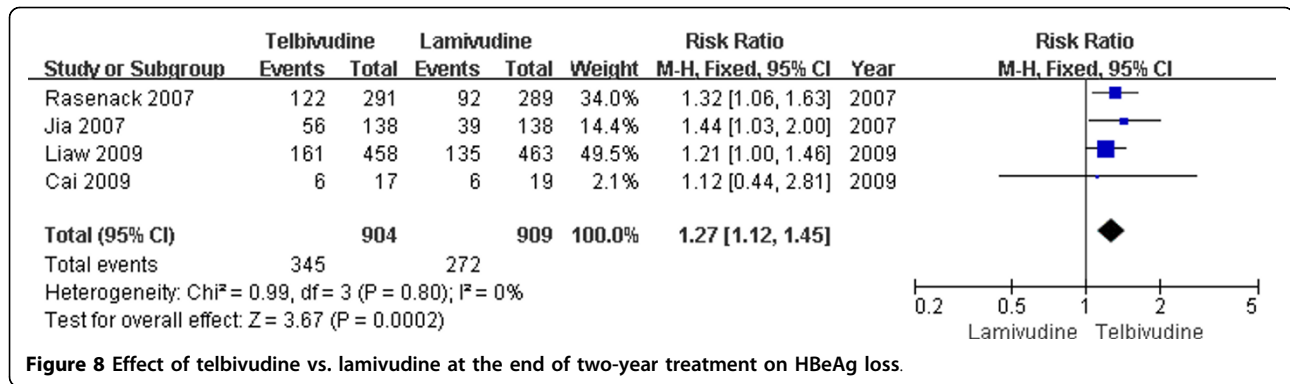 Telbivudine Lamivudine Risk Ratio Risk Ratio
Study or Subgroup Events Total Events Total Weight M-H, Fixed, 95% CI Year M-H, Fixed, 95% CI
Rasenack 2007 122 291 92 289 34.0% 1.32 [1.06, 1.63] 2007
Jia 2007 56 138 39 138 14.4% 1.44 [1.03, 2.00] 2007
Liaw 2009 161 458 135 463 49.5% 1.21 [1.00, 1.46] 2009
Cai 2009 6 17 6 19 2.1% 1.12 [0.44, 2.81] 2009
Total (95% CI) 904 909 100.0% 1.27 [1.12, 1.45]
Total events 345 272
Heterogeneity: Chi² = 0.99, df = 3 (P = 0.80); I² = 0%
Test for overall effect: Z = 3.67 (P = 0.0002)
0.2 0.5 1 2 5
Lamivudine Telbivudine
Figure 8 Effect of telbivudine vs. lamivudine at the end of two-year treatment on HBeAg loss.